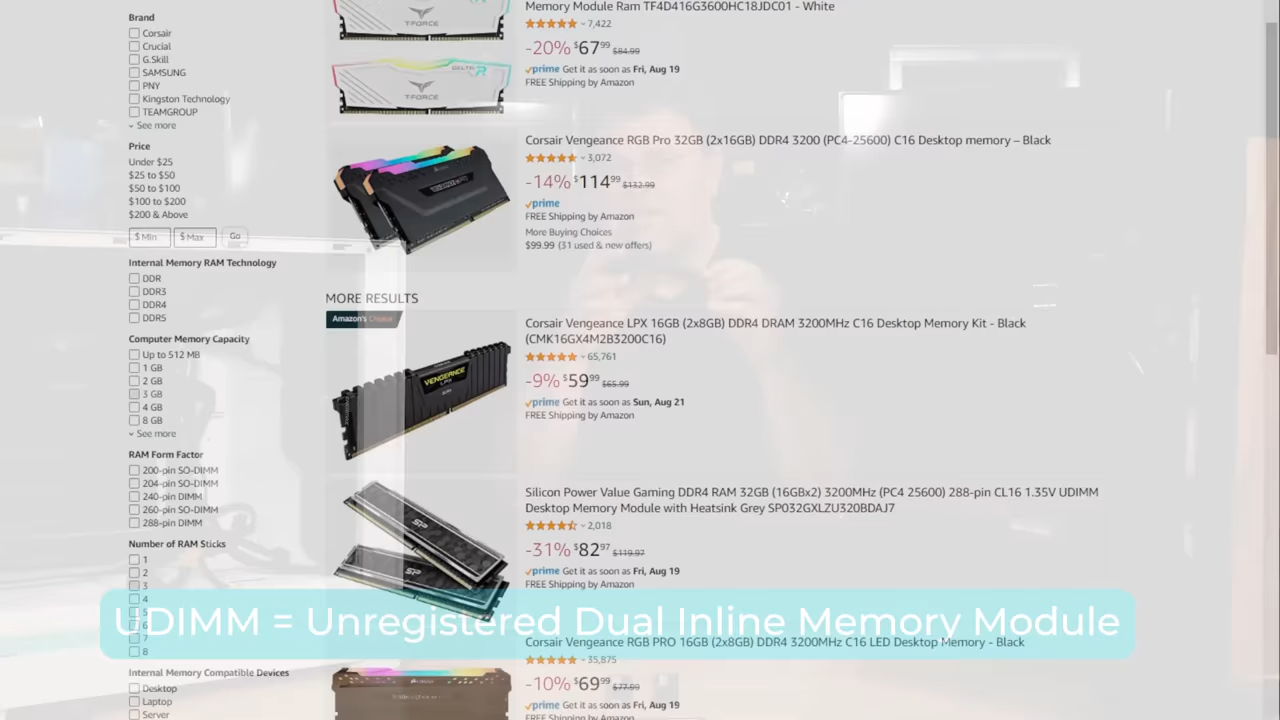 Brand
Corsair
Crucial
G.Skill
SAMSUNG
PNY
Kingston Technology
TEAMGROUP
See more
Price
Under $25
$25 to $50
$50 to $100
$100 to $200
$200 & Above
$ Min $ Max Go
Internal Memory RAM Technology
DDR
DDR3
DDR4
DDR5
Computer Memory Capacity
Up to 512 MB
1 GB
2 GB
3 GB
4 GB
8 GB
See more
RAM Form Factor
200-pin SO-DIMM
204-pin SO-DIMM
240-pin DIMM
260-pin SO-DIMM
288-pin DIMM
Number of RAM Sticks
1
2
3
4
5
6
7
8
Internal Memory Compatible Devices
Desktop
Laptop
Server
Memory Module Ram TF4D416G3600HC18JDC01 - White
7,422
-20% $67.99 $84.99
prime Get it as soon as Fri, Aug 19
FREE Shipping by Amazon
T-FORCE
DELTA R
T-FORCE
Corsair Vengeance RGB Pro 32GB (2x16GB) DDR4 3200 (PC4-25600) C16 Desktop memory – Black
3,072
-14% $114.99 $132.99
prime
FREE Shipping by Amazon
More Buying Choices
$99.99 (31 used & new offers)
MORE RESULTS
Amazon's Choice
Corsair Vengeance LPX 16GB (2x8GB) DDR4 DRAM 3200MHz C16 Desktop Memory Kit - Black
(CMK16GX4M2B3200C16)
65,761
-9% $59.99 $65.99
prime Get it as soon as Sun, Aug 21
FREE Shipping by Amazon
VENGEANCE
LPX
Silicon Power Value Gaming DDR4 RAM 32GB (16GBx2) 3200MHz (PC4 25600) 288-pin CL16 1.35V UDIMM
Desktop Memory Module with Heatsink Grey SP032GXLZU320BDAJ7
2,018
-31% $82.97 $119.97
prime Get it as soon as Fri, Aug 19
FREE Shipping by Amazon
SP
SP
UDIMM = Unregistered Dual Inline Memory Module
Corsair Vengeance RGB PRO 16GB (2x8GB) DDR4 3200MHz C16 LED Desktop Memory - Black
35,875
-10% $69.99 $77.99
prime Get it as soon as Fri, Aug 19
FREE Shipping by Amazon